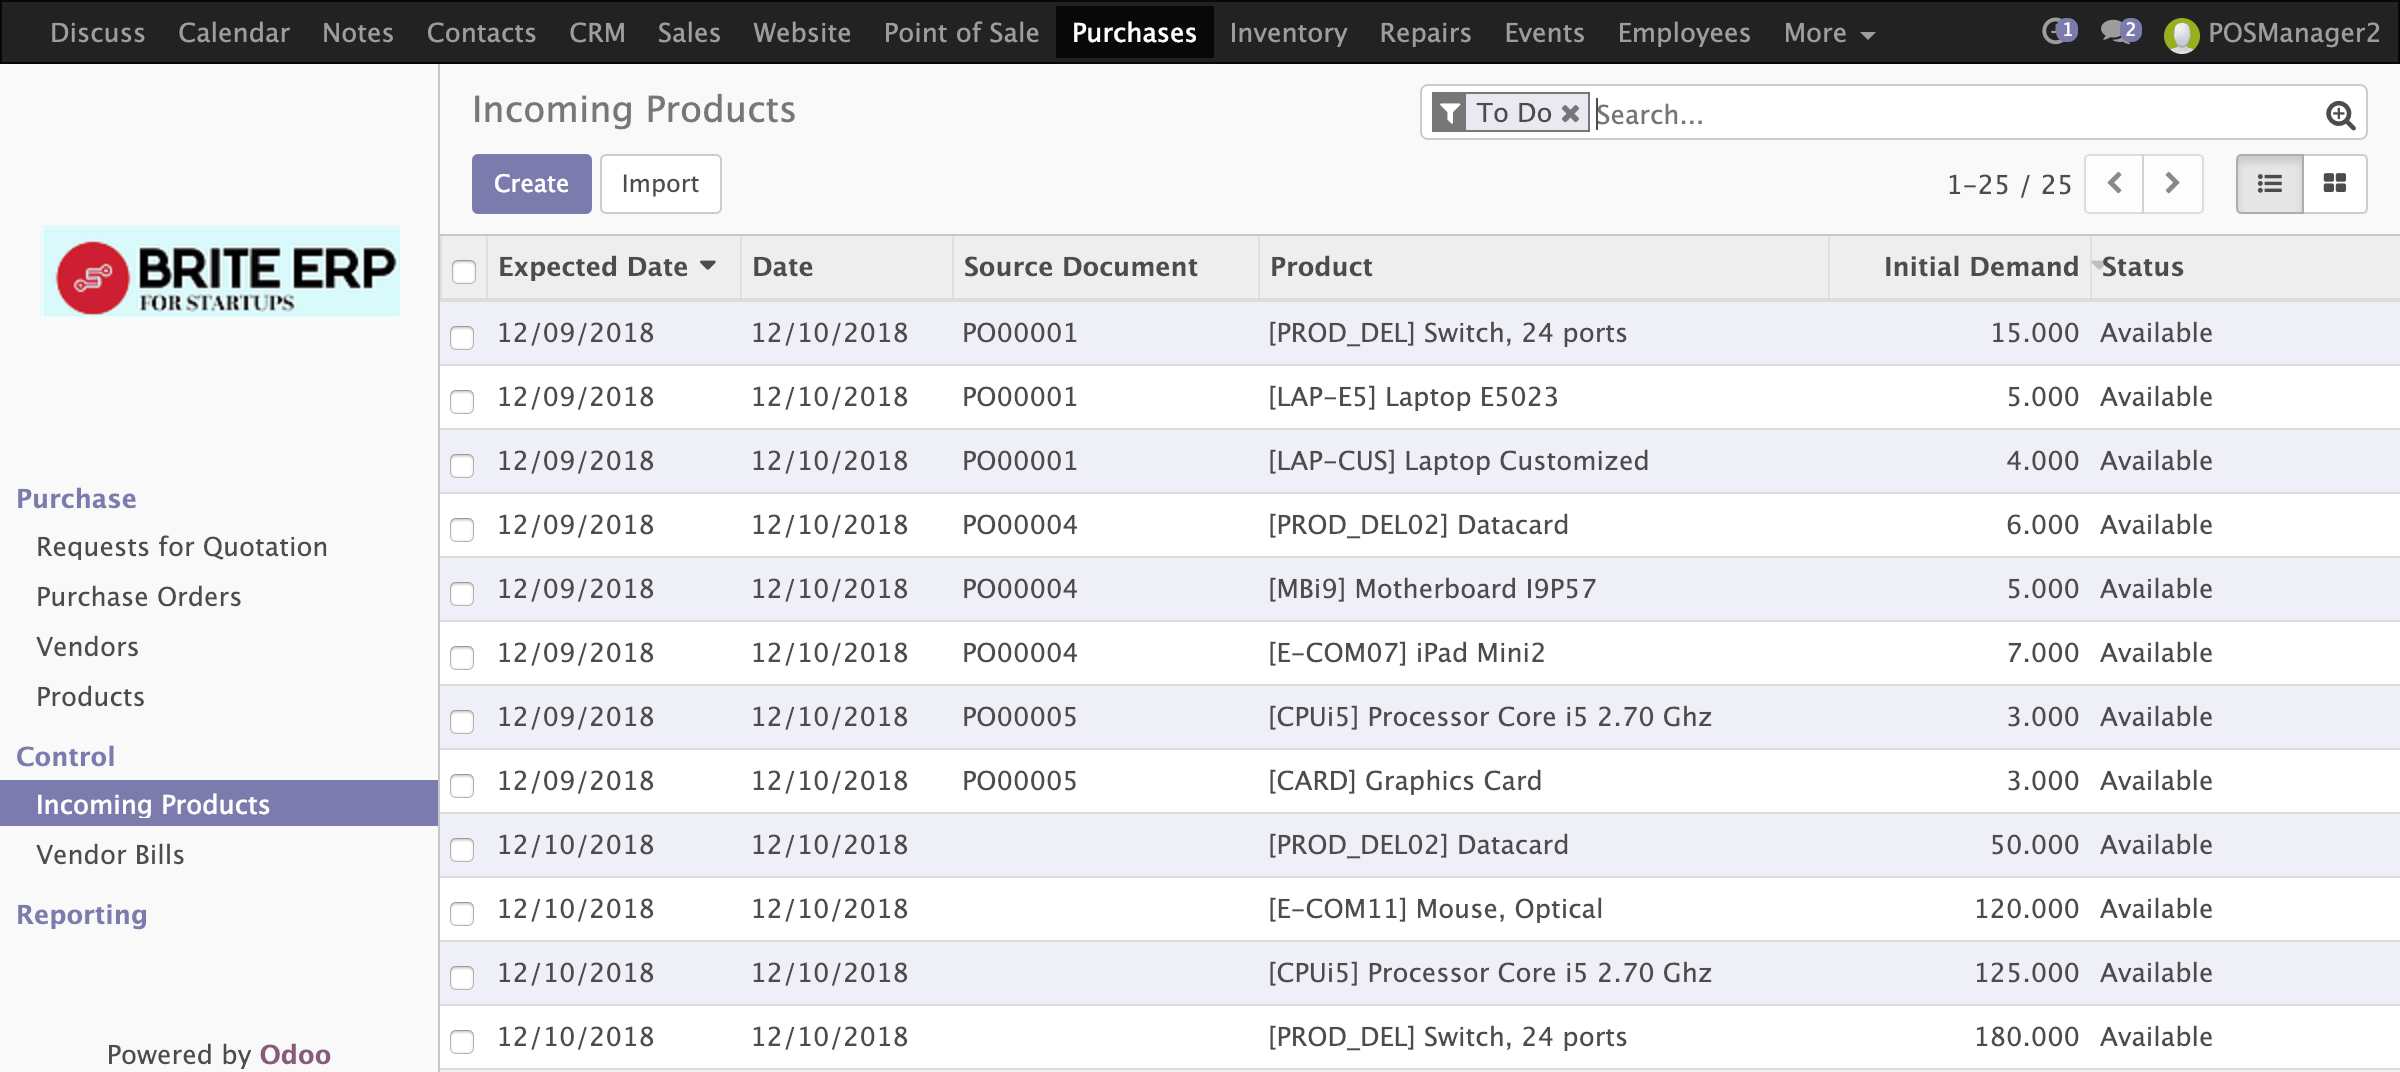 Discuss Calendar Notes Contacts CRM Sales Website Point of Sale Purchases Inventory Repairs Events Employees More 1 2 POSManager2
BRITE ERP
FOR STARTUPS
Purchase
Requests for Quotation
Purchase Orders
Vendors
Products
Control
Incoming Products
Vendor Bills
Reporting
Powered by Odoo
Incoming Products
To Do Search...
Create Import
1-25 / 25
Expected Date Date Source Document Product Initial Demand Status
12/09/2018 12/10/2018 PO00001 [PROD_DEL] Switch, 24 ports 15.000 Available
12/09/2018 12/10/2018 PO00001 [LAP-E5] Laptop E5023 5.000 Available
12/09/2018 12/10/2018 PO00001 [LAP-CUS] Laptop Customized 4.000 Available
12/09/2018 12/10/2018 PO00004 [PROD_DEL02] Datacard 6.000 Available
12/09/2018 12/10/2018 PO00004 [MBi9] Motherboard I9P57 5.000 Available
12/09/2018 12/10/2018 PO00004 [E-COM07] iPad Mini2 7.000 Available
12/09/2018 12/10/2018 PO00005 [CPUi5] Processor Core i5 2.70 Ghz 3.000 Available
12/09/2018 12/10/2018 PO00005 [CARD] Graphics Card 3.000 Available
12/10/2018 12/10/2018 [PROD_DEL02] Datacard 50.000 Available
12/10/2018 12/10/2018 [E-COM11] Mouse, Optical 120.000 Available
12/10/2018 12/10/2018 [CPUi5] Processor Core i5 2.70 Ghz 125.000 Available
12/10/2018 12/10/2018 [PROD_DEL] Switch, 24 ports 180.000 Available